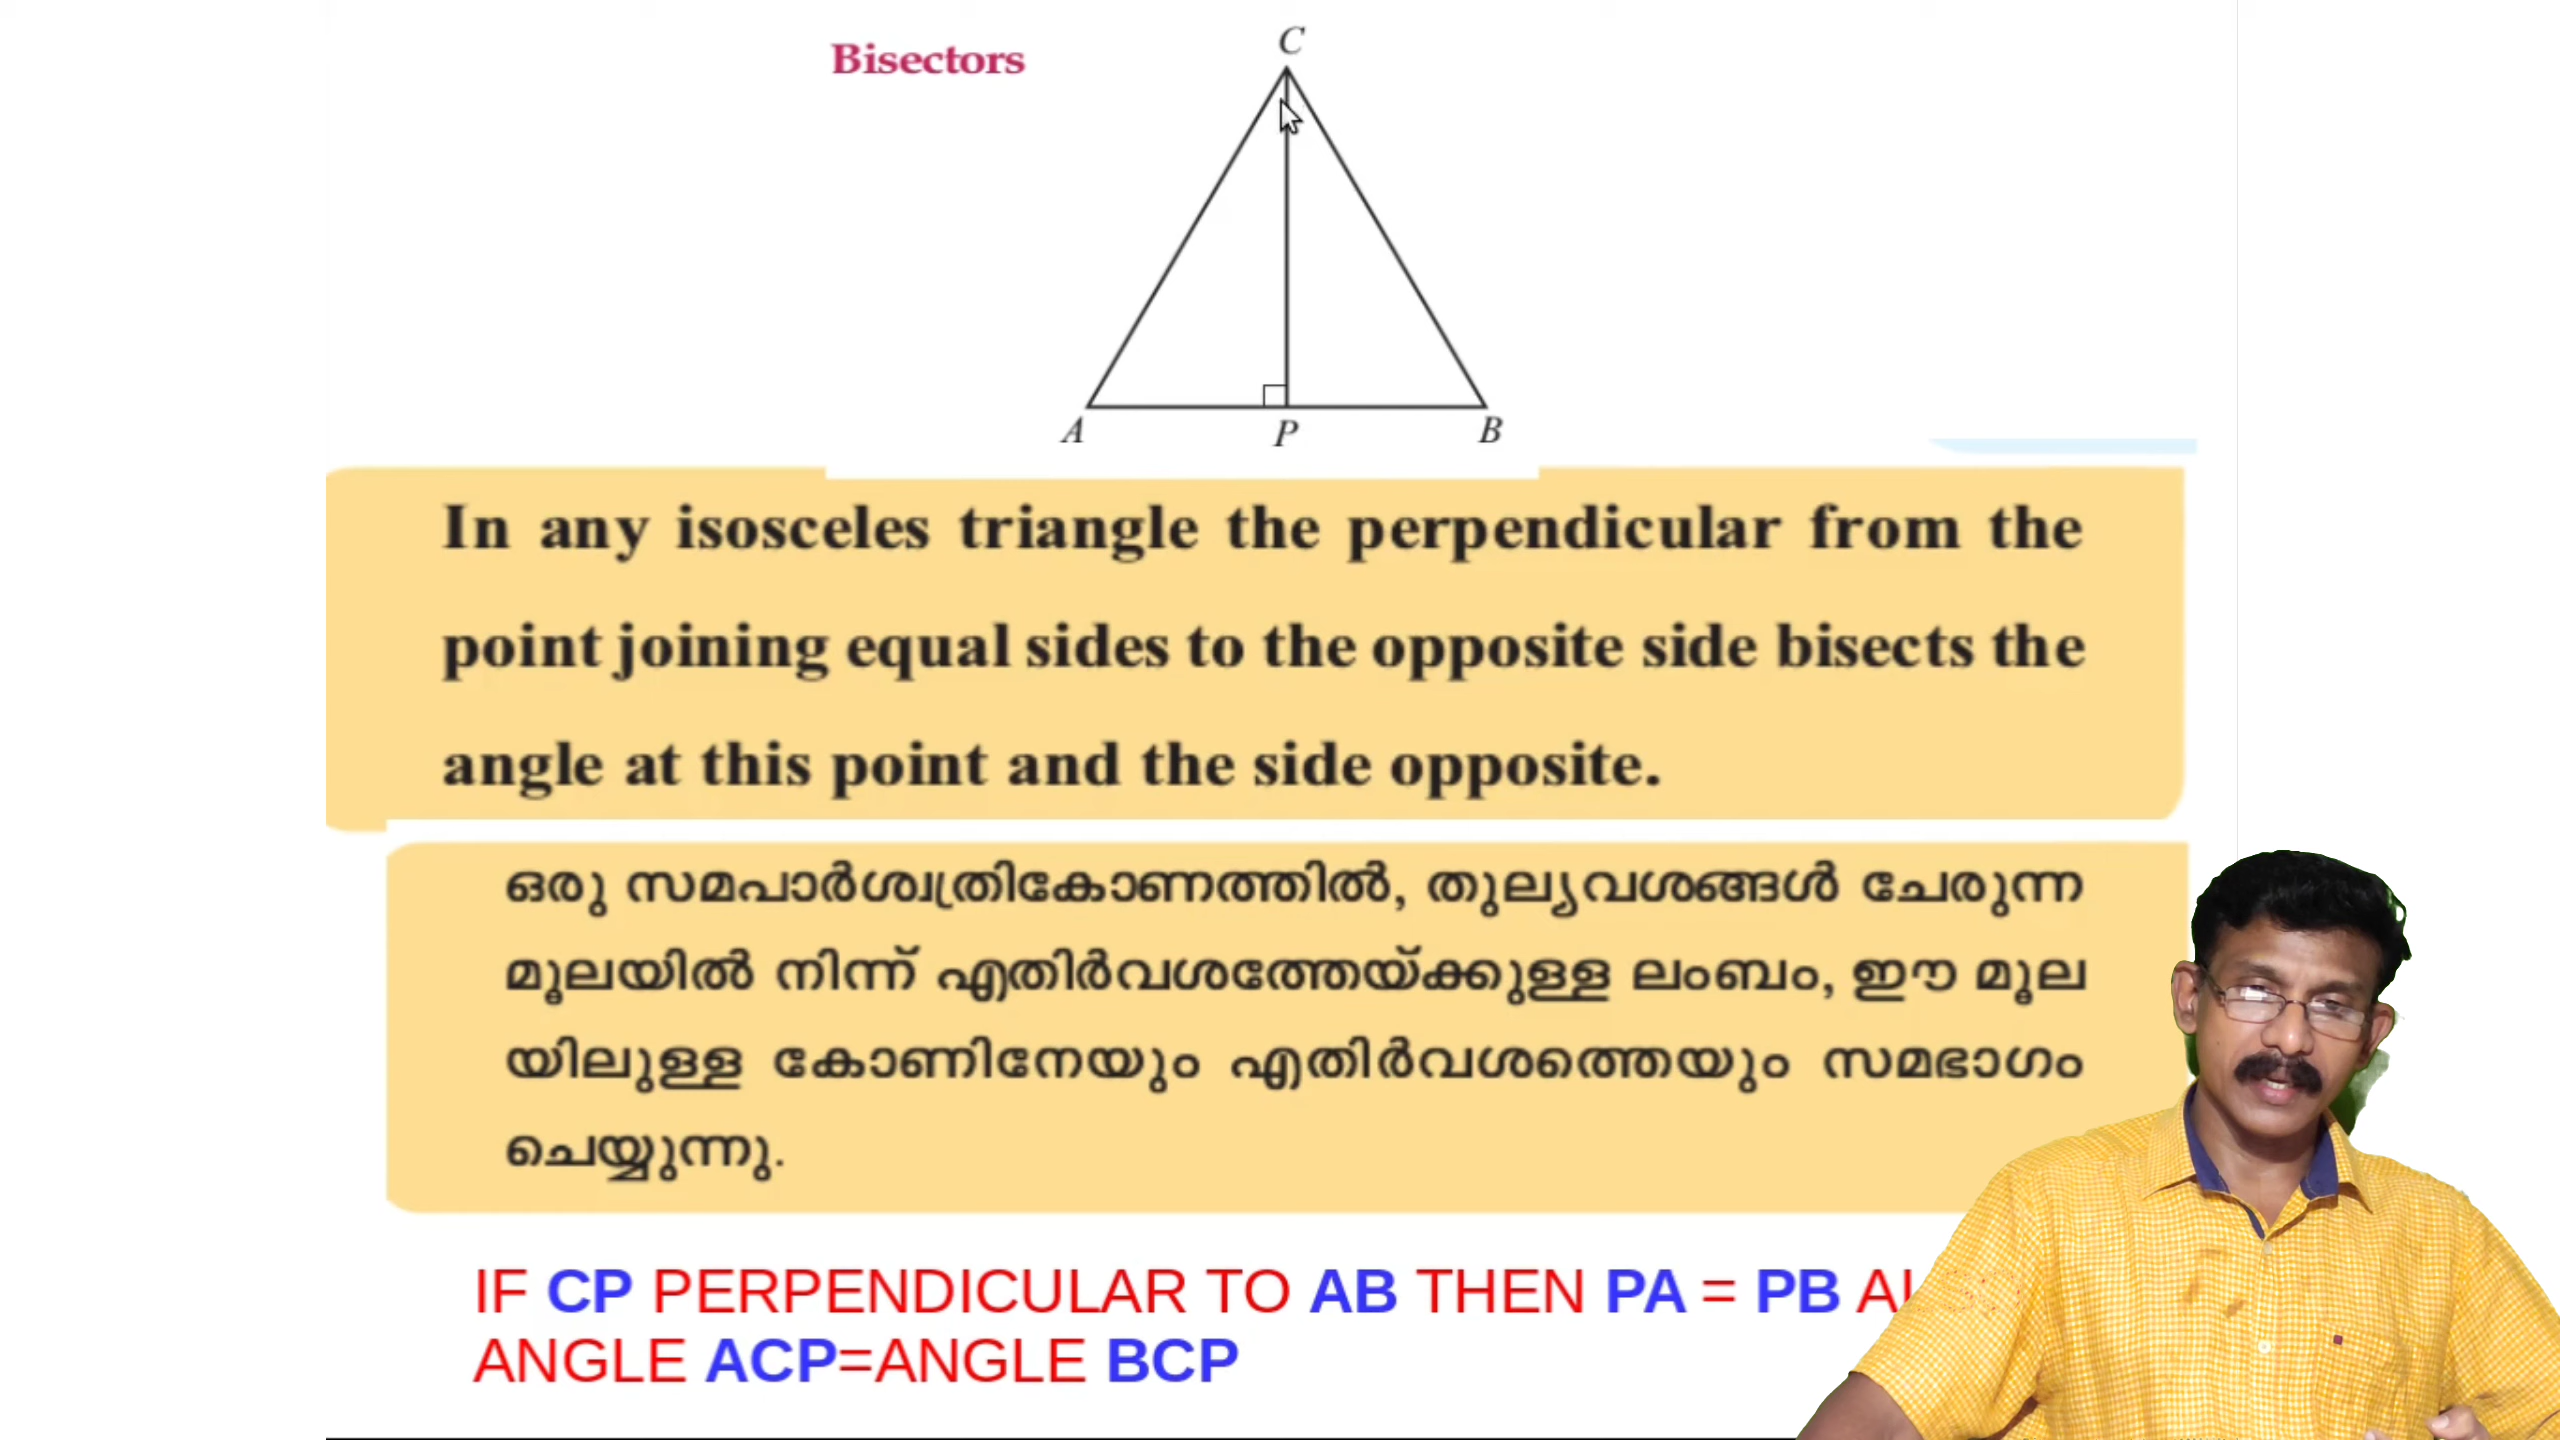 Bisectors
C
A
P
B
In any isosceles triangle the perpendicular from the
point joining equal sides to the opposite side bisects the
angle at this point and the side opposite.
ഒരു സമപാർശ്വത്രികോണത്തിൽ, തുല്യവശങ്ങൾ ചേരുന്ന
മൂലയിൽ നിന്ന് എതിർവശത്തേയ്ക്കുള്ള ലംബം, ഈ മൂല
യിലുള്ള കോണിനേയും എതിർവശത്തെയും സമഭാഗം
ചെയ്യുന്നു.
IF CP PERPENDICULAR TO AB THEN PA = PB
ANGLE ACP=ANGLE BCP